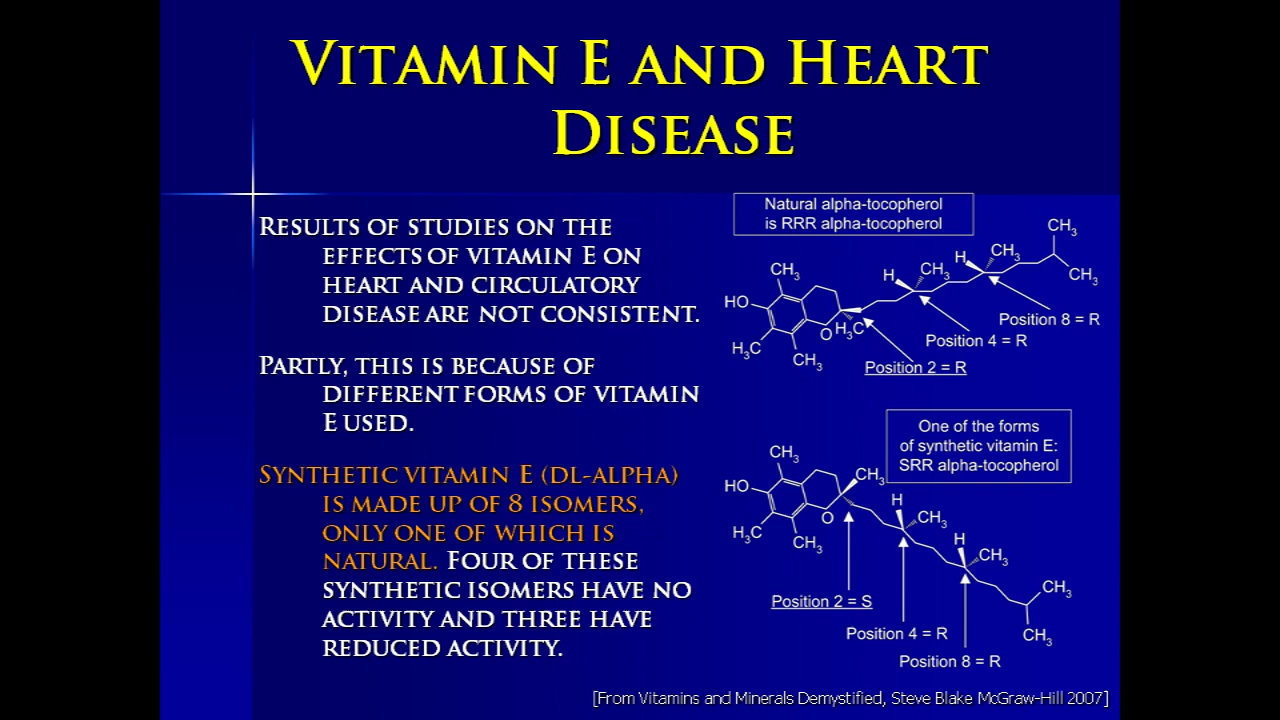 VITAMIN E AND HEART
DISEASE
RESULTS OF STUDIES ON THE
EFFECTS OF VITAMIN E ON
HEART AND CIRCULATORY
DISEASE ARE NOT CONSISTENT.
PARTLY, THIS IS BECAUSE OF
DIFFERENT FORMS OF VITAMIN
E USED.
SYNTHETIC VITAMIN E (DL-ALPHA)
IS MADE UP OF 8 ISOMERS,
ONLY ONE OF WHICH IS
NATURAL. FOUR OF THESE
SYNTHETIC ISOMERS HAVE NO
ACTIVITY AND THREE HAVE
REDUCED ACTIVITY.
Natural alpha-tocopherol
is RRR alpha-tocopherol
CH₃
H
CH₃
CH₃
H
CH₃
CH₃
HO
O
H₃C
H₃C
CH₃
Position 8 = R
Position 4 = R
Position 2 = R
One of the forms
of synthetic vitamin E:
SRR alpha-tocopherol
CH₃
CH₃
HO
H
O
CH₃
H₃C
CH₃
H
CH₃
CH₃
CH₃
Position 2 = S
Position 4 = R
Position 8 = R
[From Vitamins and Minerals Demystified, Steve Blake McGraw-Hill 2007]